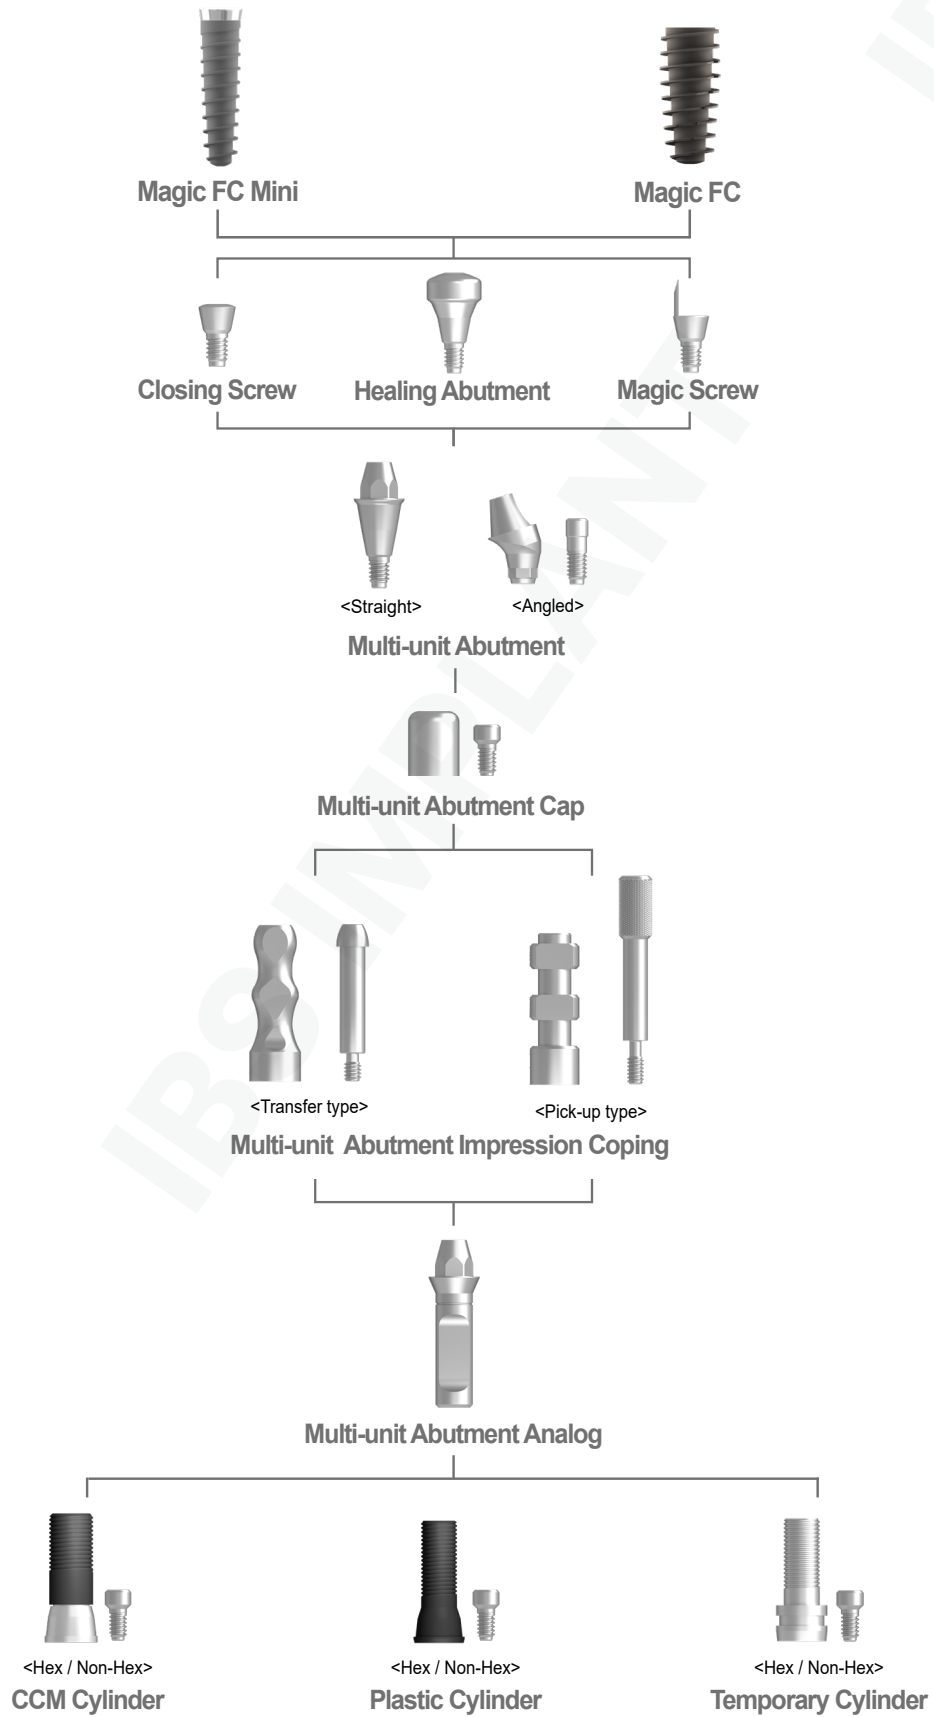 Magic FC Mini
Magic FC
Closing Screw
Healing Abutment
Magic Screw
<Straight>
<Angled>
Multi-unit Abutment
Multi-unit Abutment Cap
<Transfer type>
<Pick-up type>
Multi-unit Abutment Impression Coping
Multi-unit Abutment Analog
<Hex / Non-Hex>
<Hex / Non-Hex>
<Hex / Non-Hex>
CCM Cylinder
Plastic Cylinder
Temporary Cylinder
IBS IMPLANT